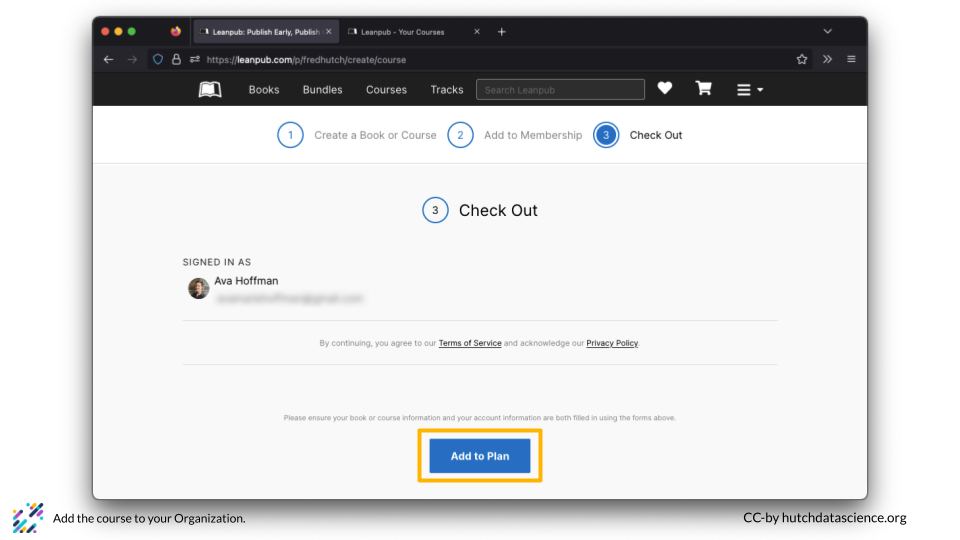 Leanpub: Publish Early, Publish
Leanpub - Your Courses
https://leanpub.com/p/fredhutch/create/course
Books Bundles Courses Tracks Search Leanpub
1 Create a Book or Course 2 Add to Membership 3 Check Out
3 Check Out
SIGNED IN AS
Ava Hoffman
By continuing, you agree to our Terms of Service and acknowledge our Privacy Policy.
Please ensure your book or course information and your account information are both filled in using the forms above.
Add to Plan
Add the course to your Organization.
CC-by hutchdatascience.org